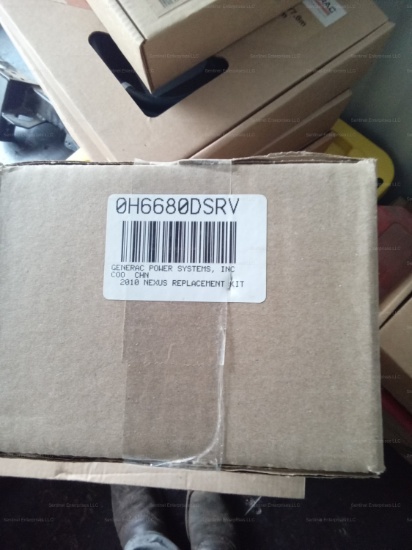 0H6680DSRV
GENERAC POWER SYSTEMS, INC
COO CHN
2010 NEXUS REPLACEMENT KIT